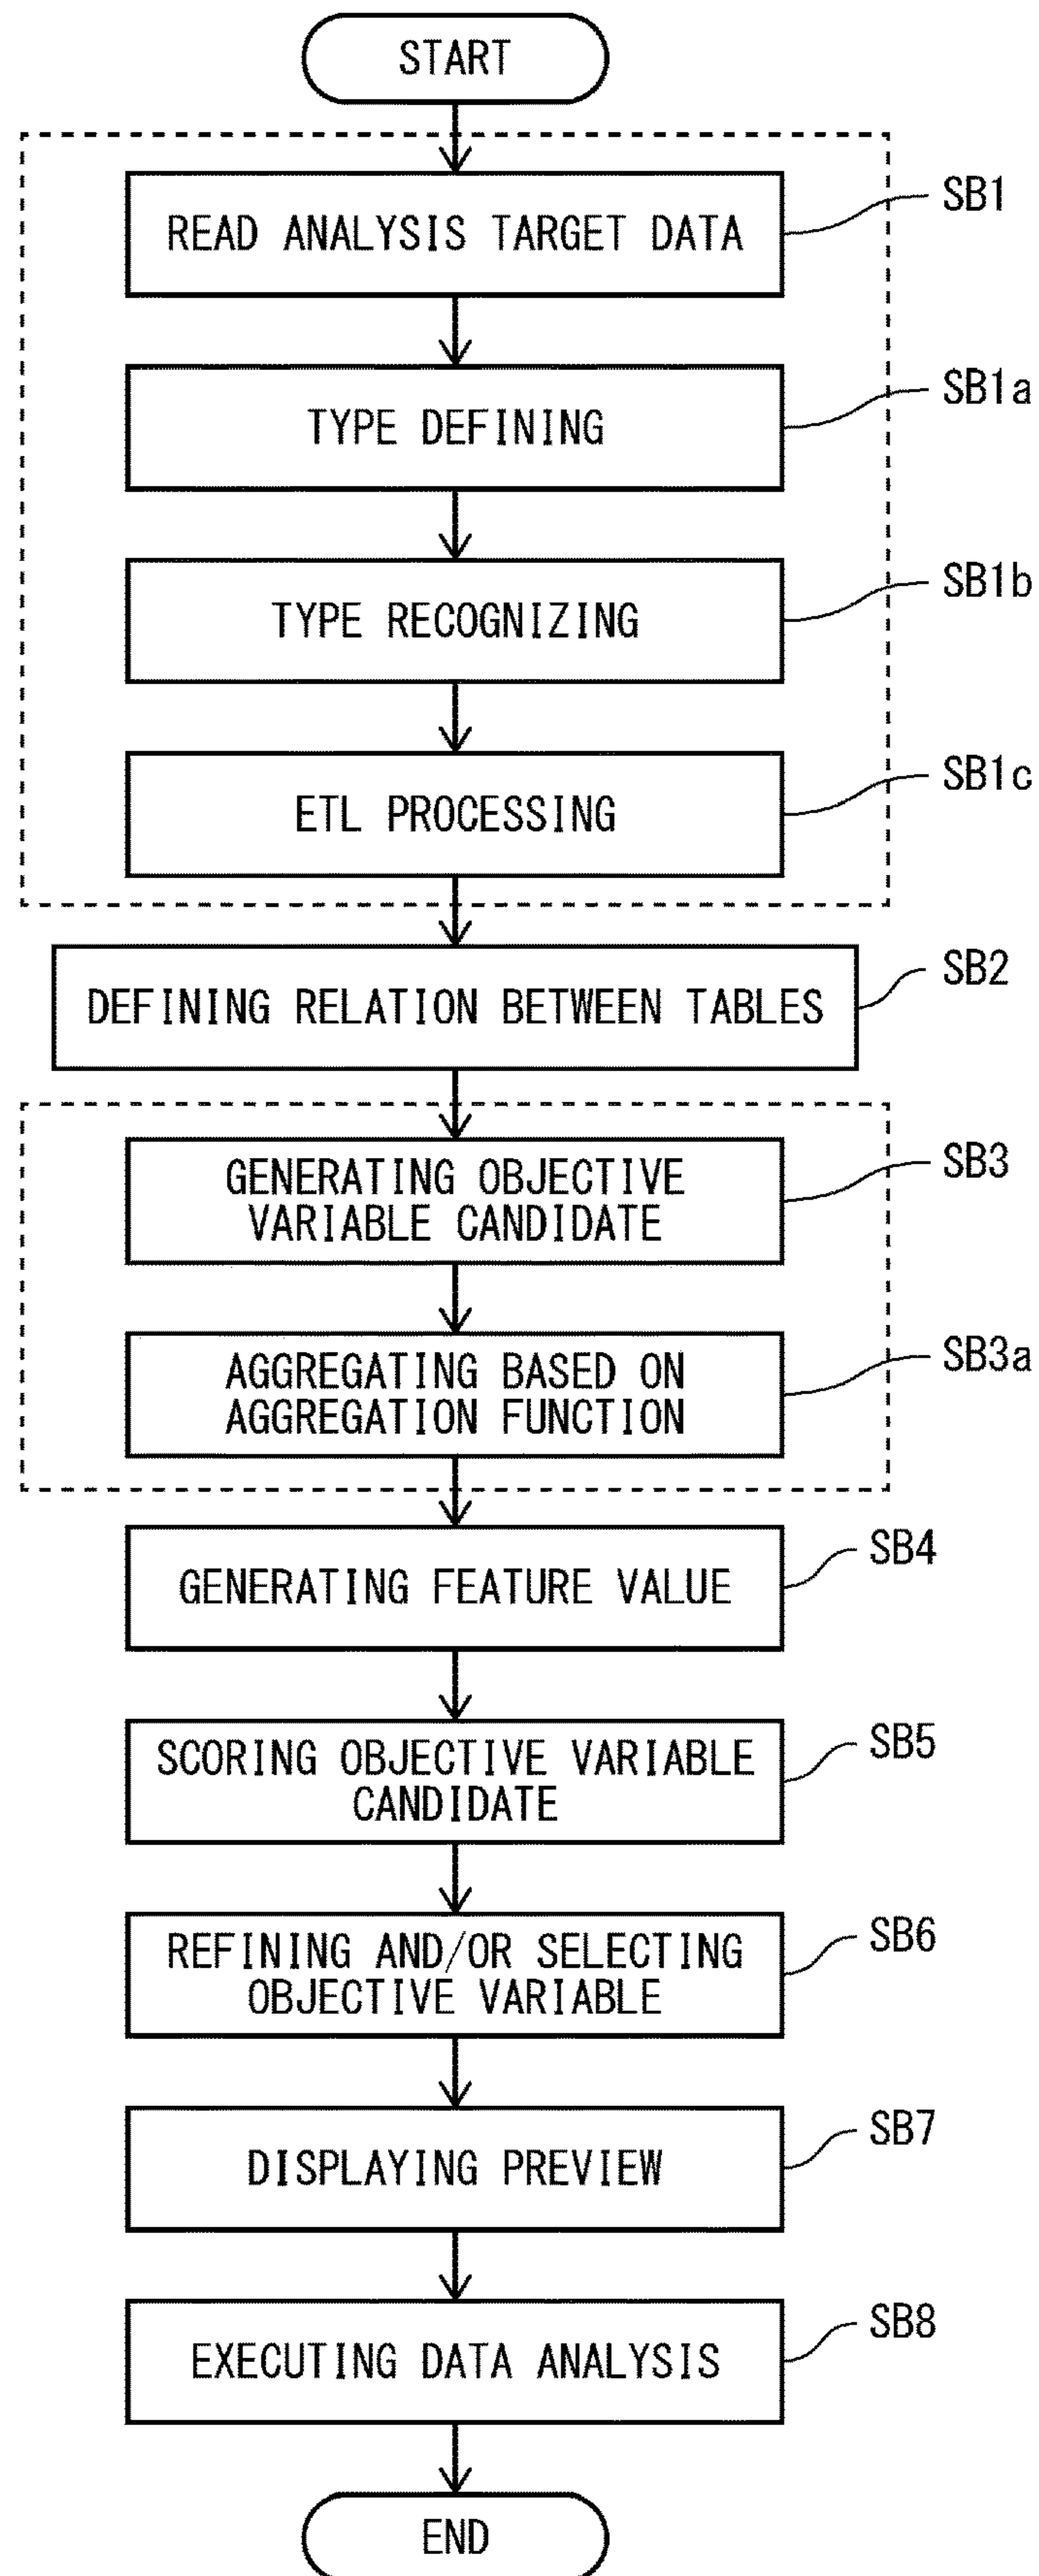 START
READ ANALYSIS TARGET DATA
SB1
TYPE DEFINING
SB1a
TYPE RECOGNIZING
SB1b
ETL PROCESSING
SB1c
DEFINING RELATION BETWEEN TABLES
SB2
GENERATING OBJECTIVE
VARIABLE CANDIDATE
SB3
AGGREGATING BASED ON
AGGREGATION FUNCTION
SB3a
GENERATING FEATURE VALUE
SB4
SCORING OBJECTIVE VARIABLE
CANDIDATE
SB5
REFINING AND/OR SELECTING
OBJECTIVE VARIABLE
SB6
DISPLAYING PREVIEW
SB7
EXECUTING DATA ANALYSIS
SB8
END